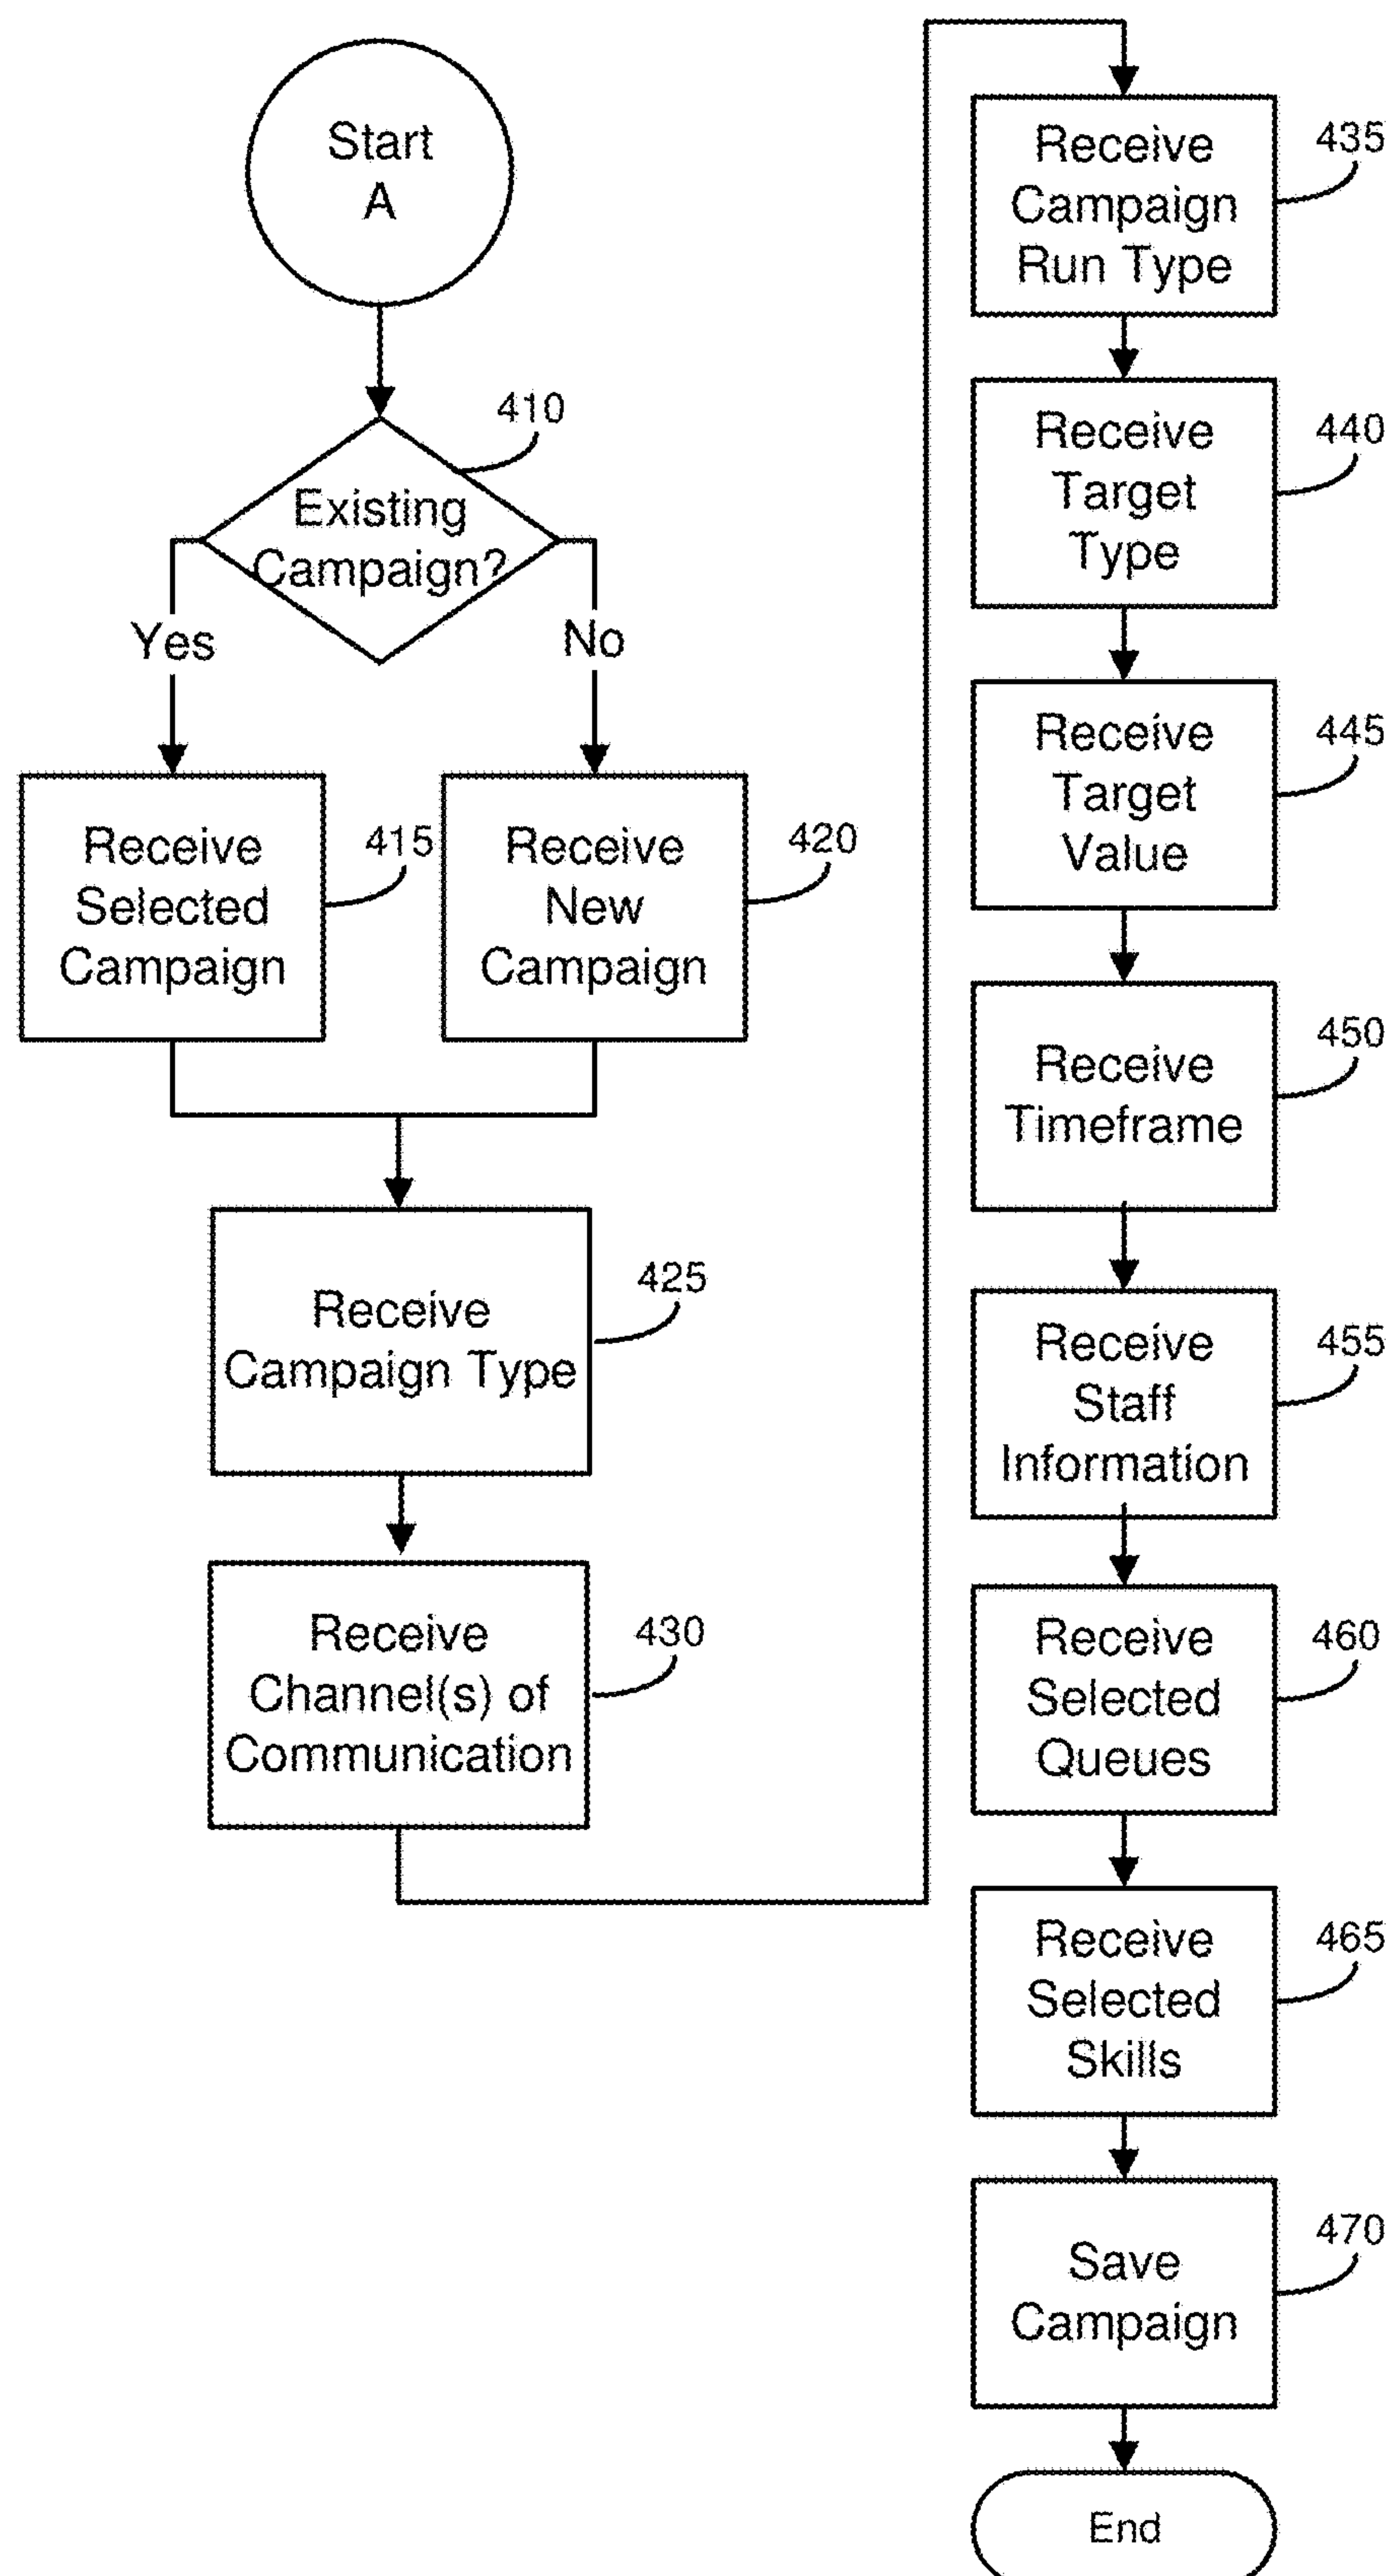 Start
A
410
Existing
Campaign?
Yes
No
Receive
Selected
Campaign
415
Receive
New
Campaign
420
Receive
Campaign Type
425
Receive
Channel(s) of
Communication
430
Receive
Campaign
Run Type
435
Receive
Target
Type
440
Receive
Target
Value
445
Receive
Timeframe
450
Receive
Staff
Information
455
Receive
Selected
Queues
460
Receive
Selected
Skills
465
Save
Campaign
470
End